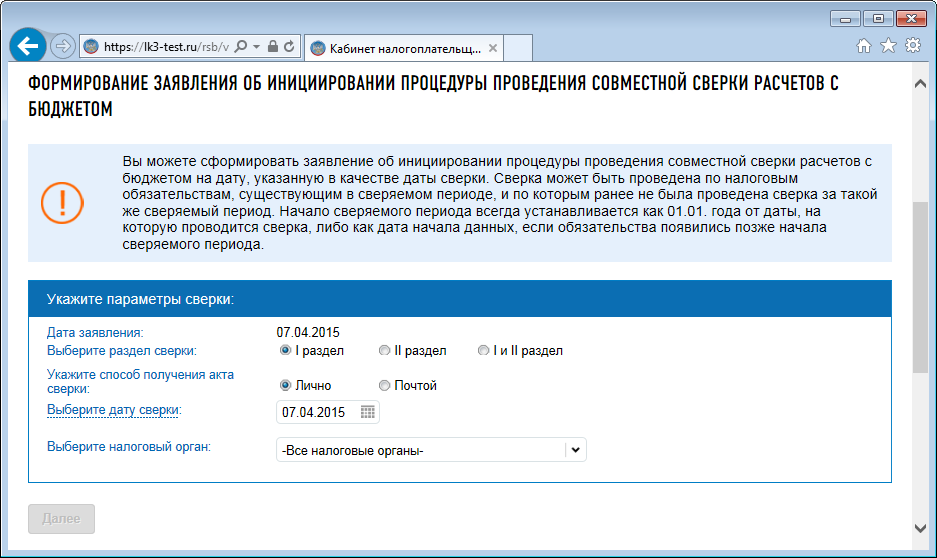 https://lk3-test.ru/rsb/v
Кабинет налогоплательщ...
ФОРМИРОВАНИЕ ЗАЯВЛЕНИЯ ОБ ИНИЦИИРОВАНИИ ПРОЦЕДУРЫ ПРОВЕДЕНИЯ СОВМЕСТНОЙ СВЕРКИ РАСЧЕТОВ С
БЮДЖЕТОМ
Вы можете сформировать заявление об инициировании процедуры проведения совместной сверки расчетов с
бюджетом на дату, указанную в качестве даты сверки. Сверка может быть проведена по налоговым
обязательствам, существующим в сверяемом периоде, и по которым ранее не была проведена сверка за такой
же сверяемый период. Начало сверяемого периода всегда устанавливается как 01.01. года от даты, на
которую проводится сверка, либо как дата начала данных, если обязательства появились позже начала
сверяемого периода.
Укажите параметры сверки:
Дата заявления: 07.04.2015
Выберите раздел сверки: I раздел II раздел I и II раздел
Укажите способ получения акта
сверки: Лично Почтой
Выберите дату сверки: 07.04.2015
Выберите налоговый орган: -Все налоговые органы-
Далее